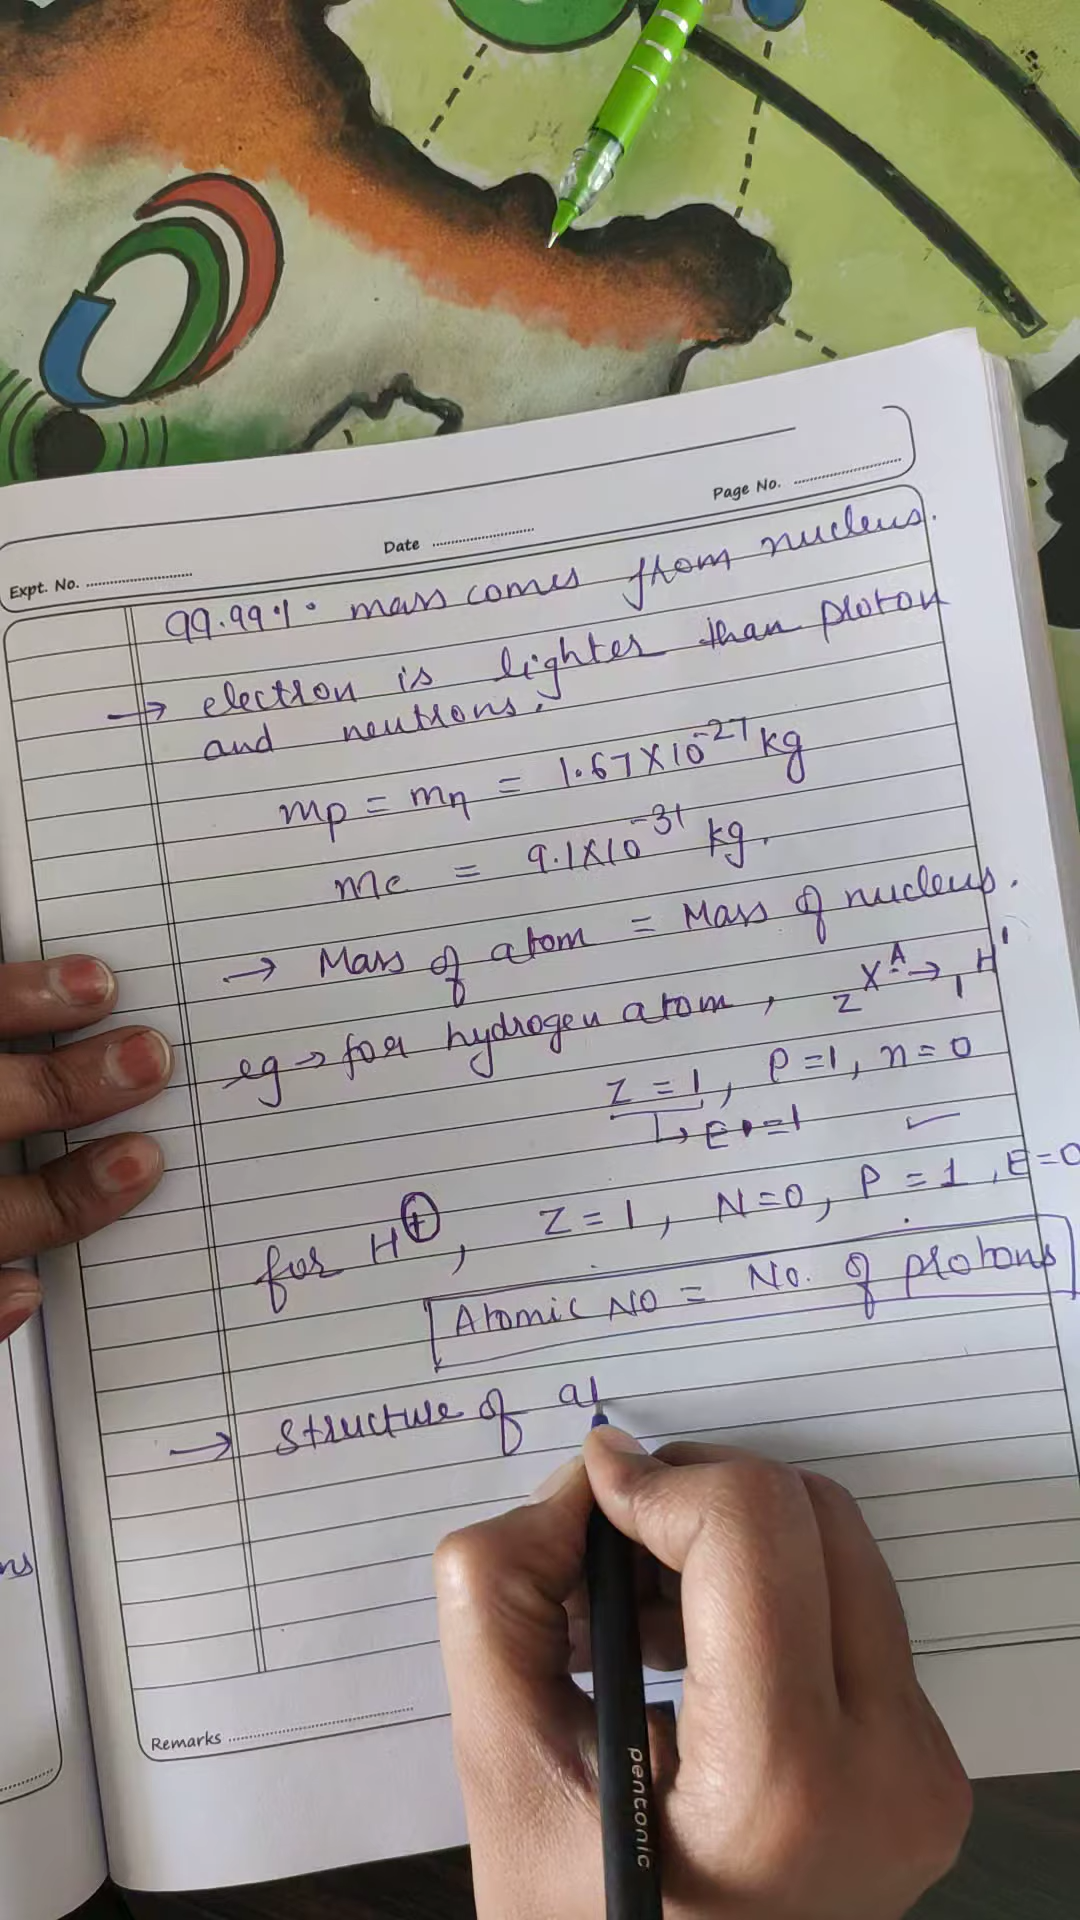 Page No.
Date
Expt. No.
99.99% mass comes from nucleus.
→ electron is lighter than proton
and neutrons.
mp = mn = 1.67×10⁻²⁷ kg
me = 9.1×10⁻³¹ kg.
→ Mass of atom = Mass of nucleus.
eg → for hydrogen atom, zXᴬ → ₁H¹
Z = 1, P = 1, n = 0
↳ E = 1 ✓
for H⊕, Z = 1, N = 0, P = 1, E = 0
Atomic NO = No. of protons
→ Structure of at
ns
Remarks
pentonic